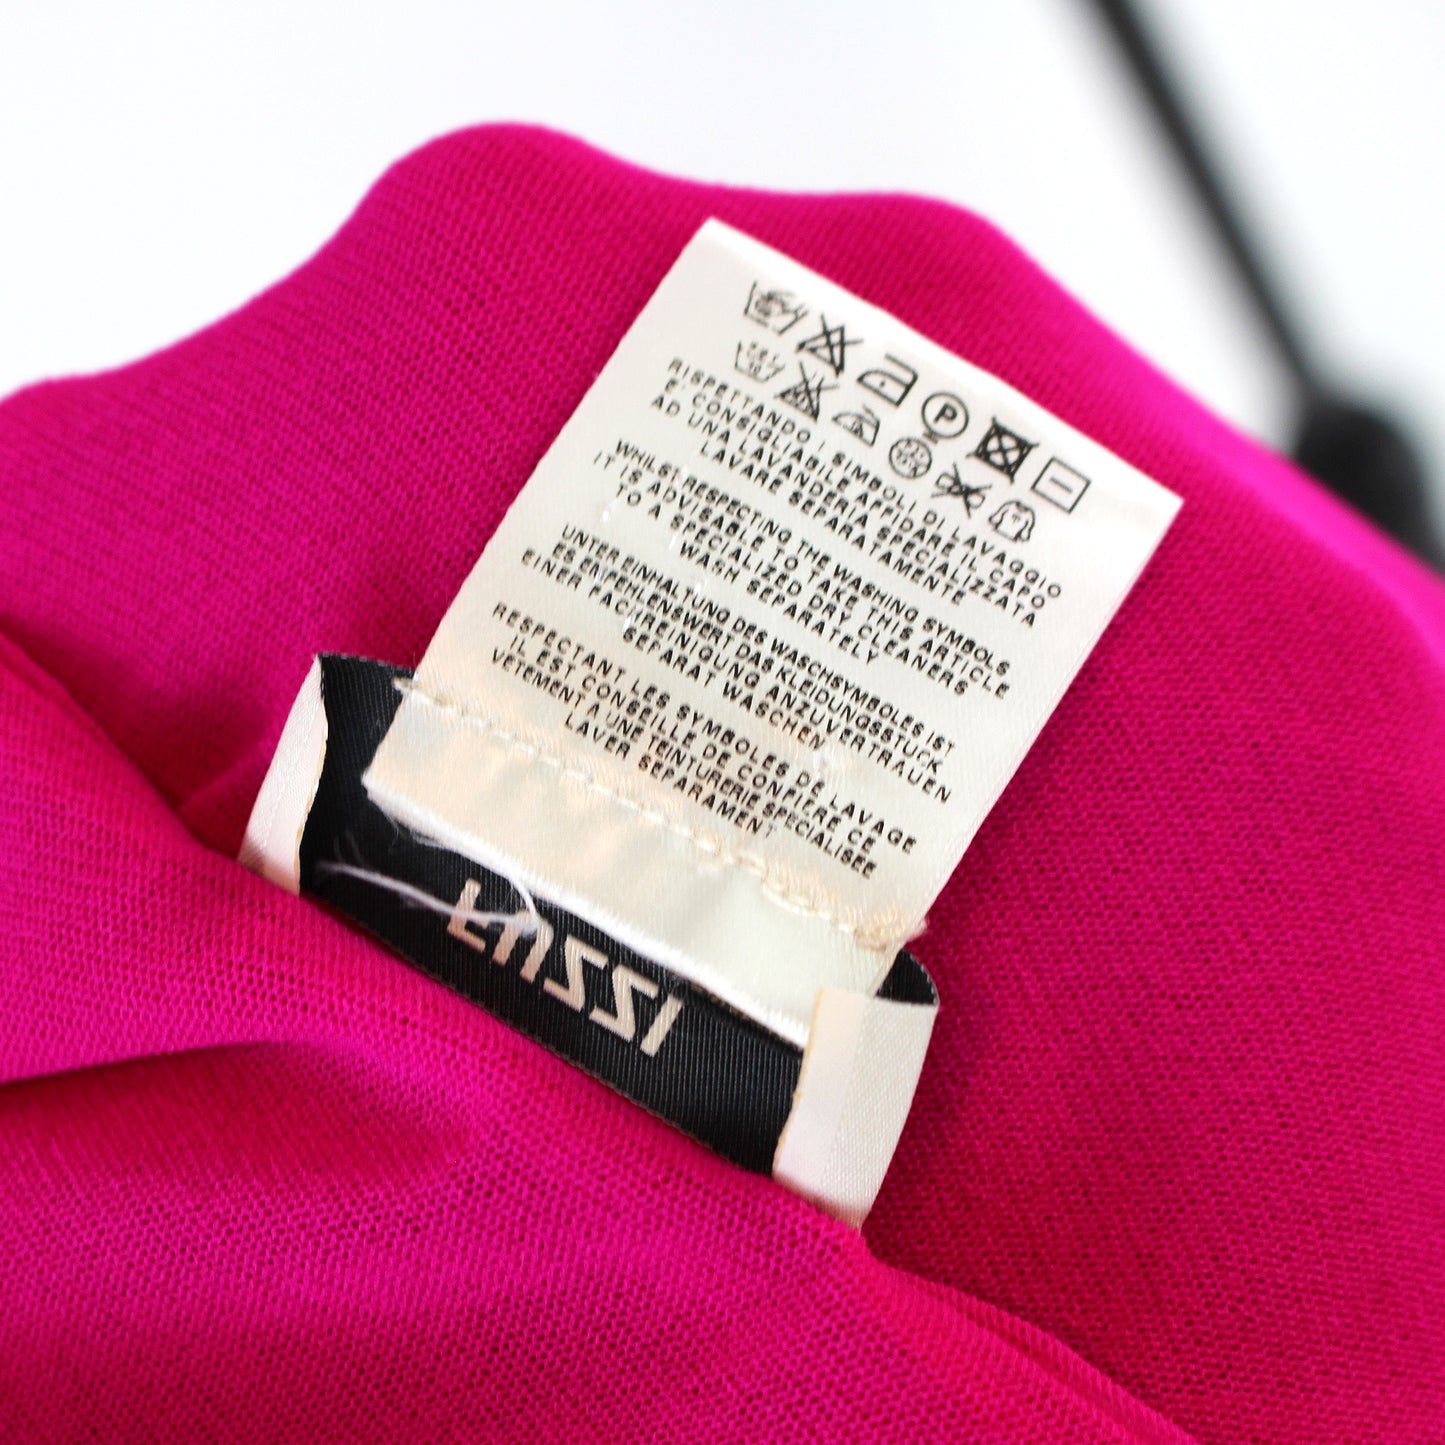 P
RISPETTANDO I SIMBOLI DI LAVAGGIO
E' CONSIGLIABILE AFFIDARE IL CAPO
AD UNA LAVANDERIA SPECIALIZZATA
LAVARE SEPARATAMENTE
WHILST RESPECTING THE WASHING SYMBOLS
IT IS ADVISABLE TO TAKE THIS ARTICLE
TO A SPECIALIZED DRY CLEANERS
WASH SEPARATELY
UNTER EINHALTUNG DES WASCHSYMBOLES IST
ES EMPFEHLENSWERT DAS KLEIDUNGSSTUCK
EINER FACHREINIGUNG ANZUVERTRAUEN
SEPARAT WASCHEN
RESPECTANT LES SYMBOLES DE LAVAGE
IL EST CONSEILLE DE CONFIERE CE
VETEMENT A UNE TEINTURERIE SPECIALISEE
LAVER SEPARAMENT
FUZZI